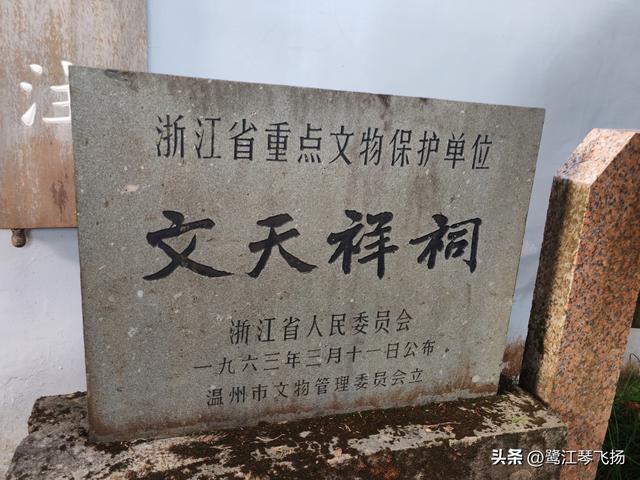 浙江省重点文物保护单位
文天祥祠
浙江省人民委员会
一九六三年三月十一日公布
温州市文物管理委员会立
头条@鹭江琴飞扬